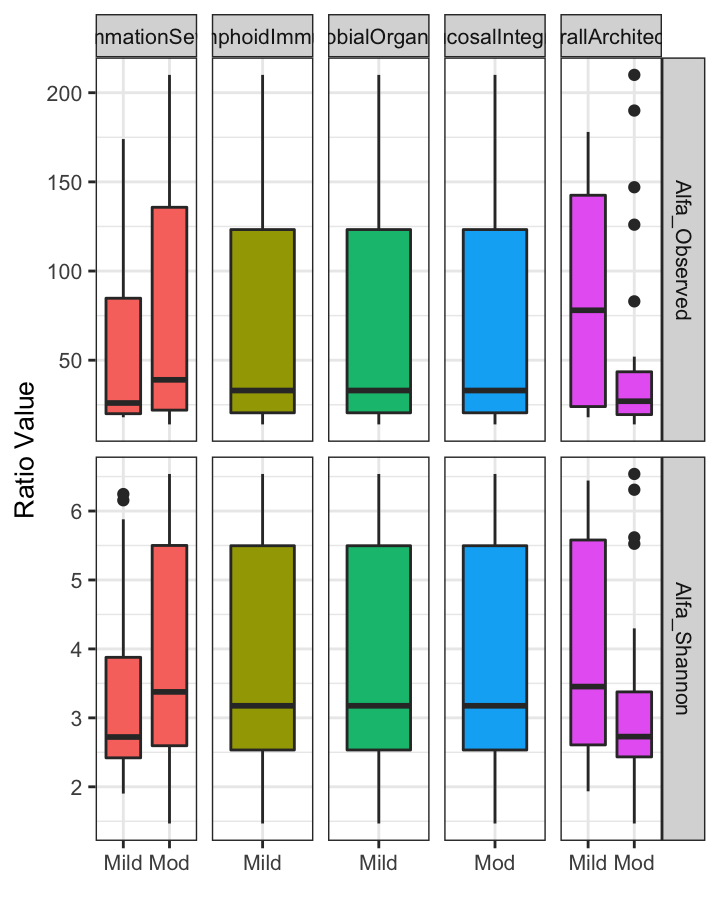 nmationSe
nphoidImm
obialOrgan
cosalInteg
rallArchitec
200
150
100
50
Alfa_Observed
Ratio Value
6
5
4
3
2
Alfa_Shannon
Mild Mod
Mild
Mild
Mod
Mild Mod